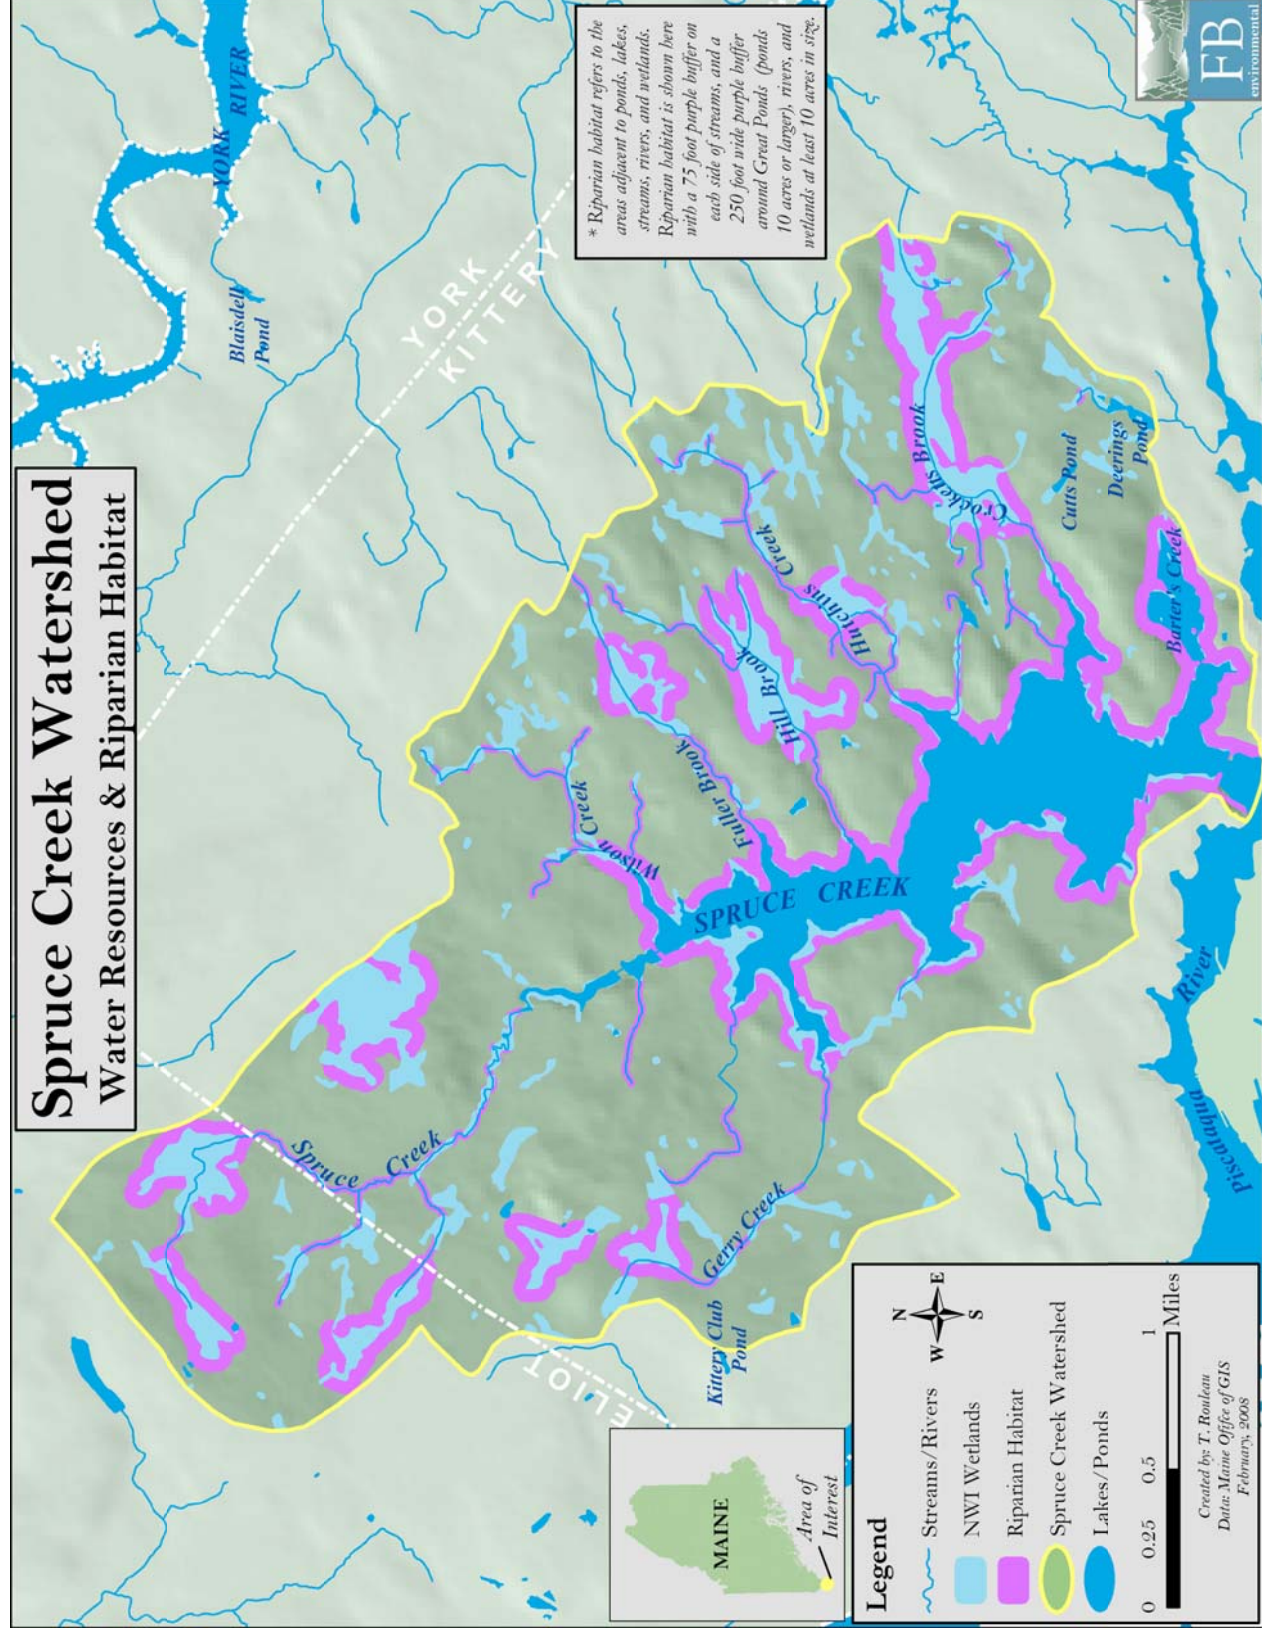 Spruce Creek Watershed
Water Resources & Riparian Habitat
YORK RIVER
Blaisdell
Pond
YORK
KITTERY
* Riparian habitat refers to the
areas adjacent to ponds, lakes,
streams, rivers, and wetlands.
Riparian habitat is shown here
with a 75 foot purple buffer on
each side of streams, and a
250 foot wide purple buffer
around Great Ponds (ponds
10 acres or larger), rivers, and
wetlands at least 10 acres in size.
FB
environmental
Spruce Creek
Wilson Creek
Fuller Brook
Hill Brook
Hutchins Creek
Crocketts Brook
Cutts Pond
Deerings
Pond
Barter's Creek
SPRUCE CREEK
Gerry Creek
Kittery Club
Pond
ELIOT
Piscataqua River
MAINE
Area of
Interest
Legend
Streams/Rivers
NWI Wetlands
Riparian Habitat
Spruce Creek Watershed
Lakes/Ponds
N
W E
S
0 0.25 0.5 1
Miles
Created by: T. Rouleau
Data: Maine Offifce of GIS
February, 2008